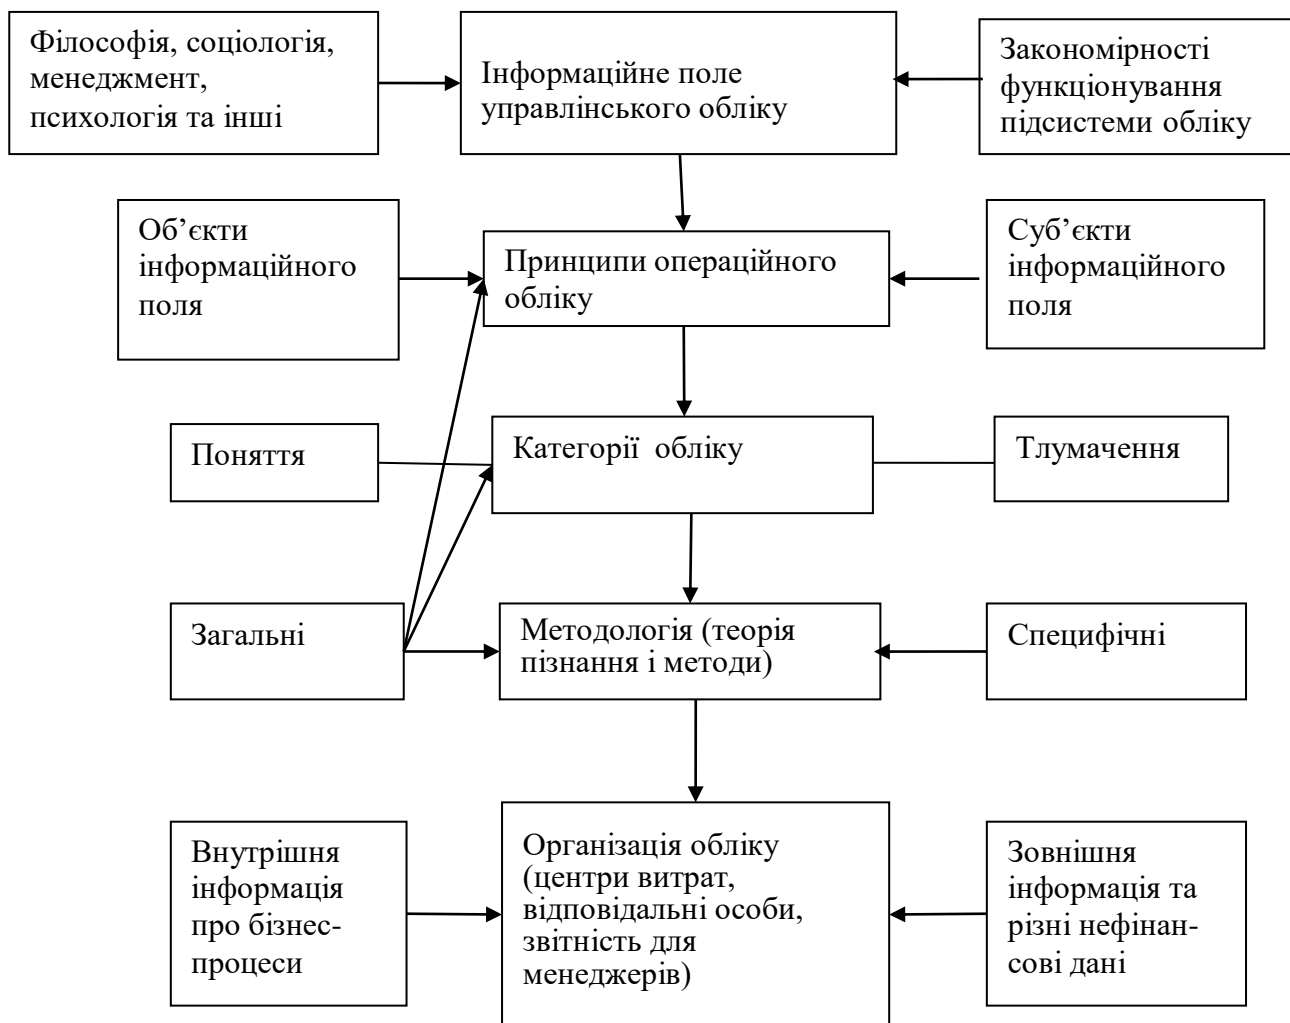 Філософія, соціологія,
менеджмент,
психологія та інші
Інформаційне поле
управлінського обліку
Закономірності
функціонування
підсистеми обліку
Об’єкти
інформаційного
поля
Принципи операційного
обліку
Суб’єкти
інформаційного
поля
Поняття
Категорії обліку
Тлумачення
Загальні
Методологія (теорія
пізнання і методи)
Специфічні
Внутрішня
інформація
про бізнес-
процеси
Організація обліку
(центри витрат,
відповідальні особи,
звітність для
менеджерів)
Зовнішня
інформація та
різні нефінан-
сові дані